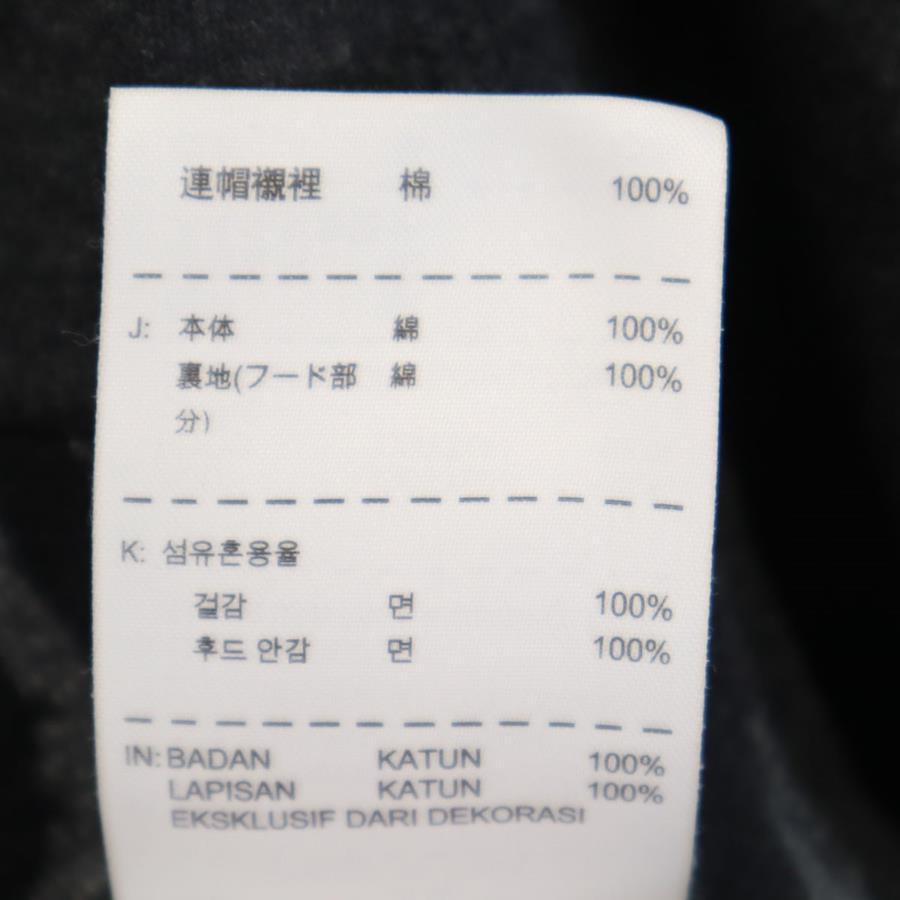 連帽襯裡 棉 100%
J: 本体 綿 100%
裏地(フード部 綿 100%
分)
K: 섬유혼용율
걸감 면 100%
후드 안감 면 100%
IN: BADAN KATUN 100%
LAPISAN KATUN 100%
EKSKLUSIF DARI DEKORASI